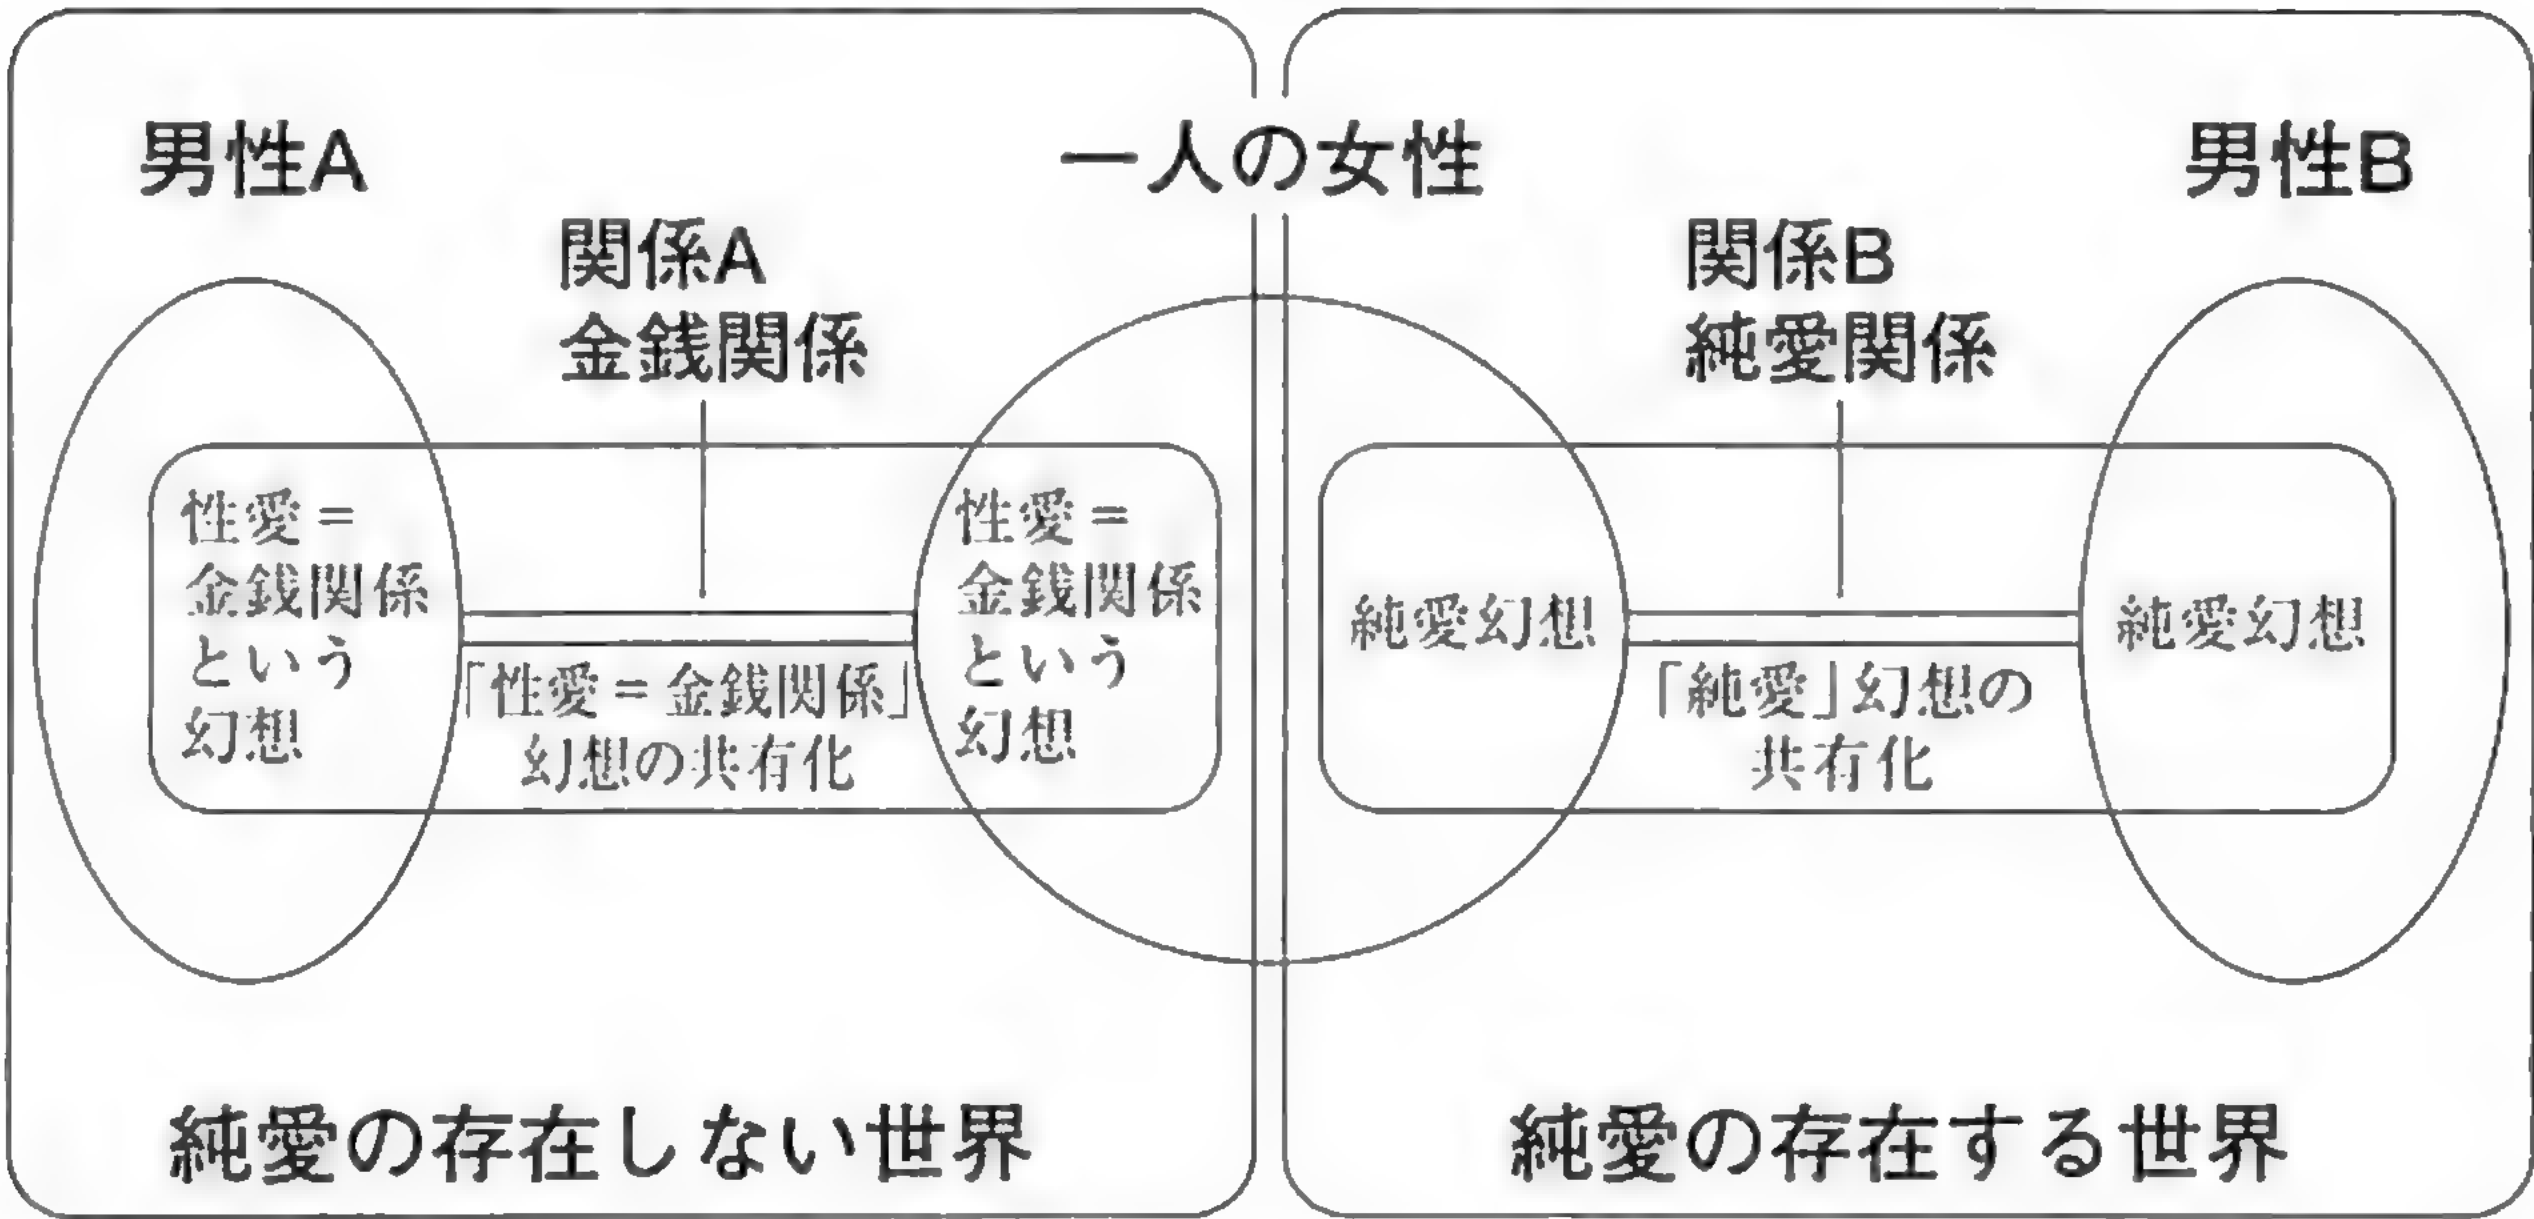 男性A
一人の女性
男性B
関係A
金銭関係
関係B
純愛関係
性愛=
金銭関係
という
幻想
「性愛=金銭関係」
幻想の共有化
性愛=
金銭関係
という
幻想
純愛幻想
「純愛」幻想の
共有化
純愛幻想
純愛の存在しない世界
純愛の存在する世界